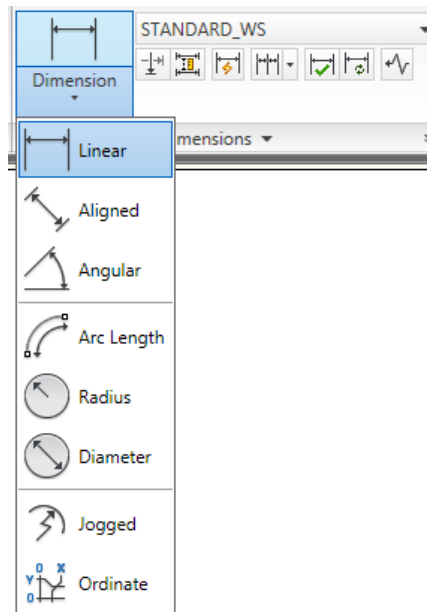 STANDARD_WS
Dimension
mensions
Linear
Aligned
Angular
Arc Length
Radius
Diameter
Jogged
O X
Y
O
Ordinate